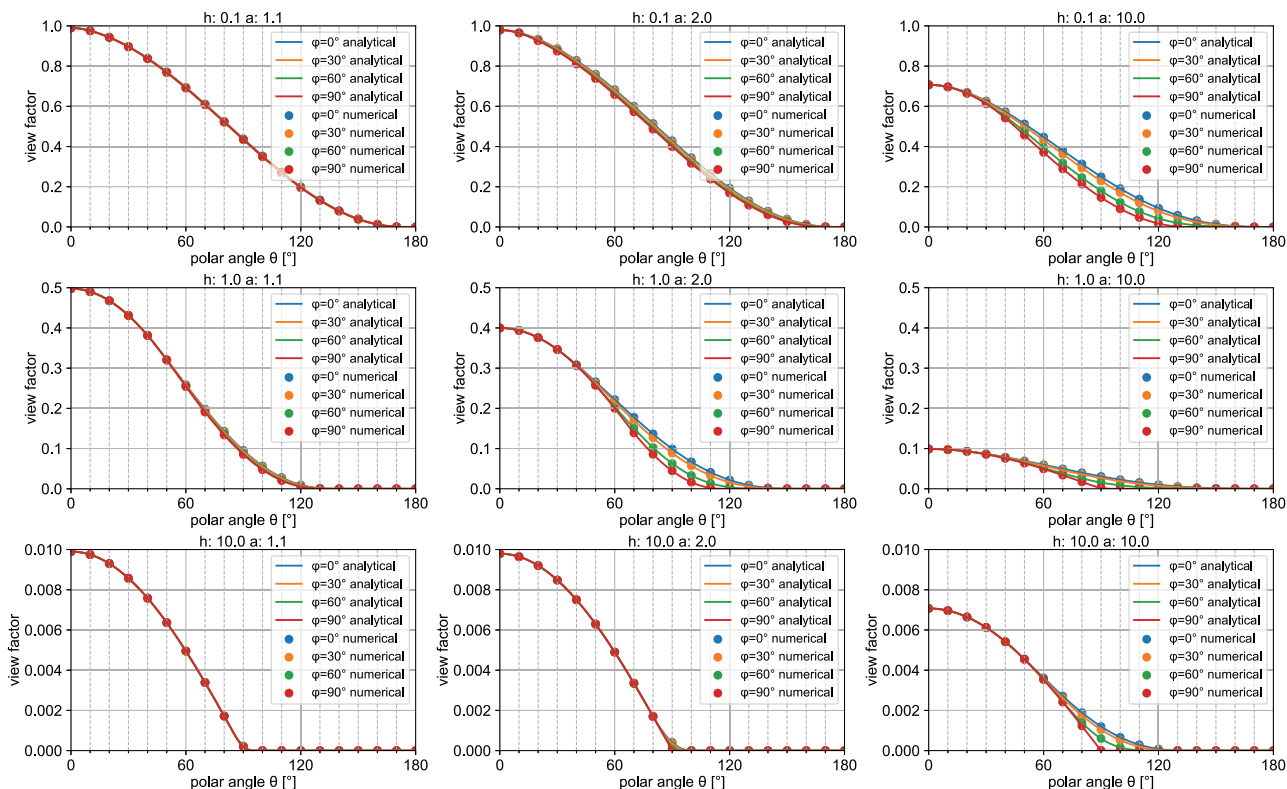 h: 0.1 a: 1.1
1.0
0.8
0.6
0.4
0.2
0.0
view factor
φ=0° analytical
φ=30° analytical
φ=60° analytical
φ=90° analytical
φ=0° numerical
φ=30° numerical
φ=60° numerical
φ=90° numerical
0 60 120 180
polar angle θ [°]
h: 0.1 a: 2.0
1.0
0.8
0.6
0.4
0.2
0.0
view factor
φ=0° analytical
φ=30° analytical
φ=60° analytical
φ=90° analytical
φ=0° numerical
φ=30° numerical
φ=60° numerical
φ=90° numerical
0 60 120 180
polar angle θ [°]
h: 0.1 a: 10.0
1.0
0.8
0.6
0.4
0.2
0.0
view factor
φ=0° analytical
φ=30° analytical
φ=60° analytical
φ=90° analytical
φ=0° numerical
φ=30° numerical
φ=60° numerical
φ=90° numerical
0 60 120 180
polar angle θ [°]
h: 1.0 a: 1.1
0.5
0.4
0.3
0.2
0.1
0.0
view factor
φ=0° analytical
φ=30° analytical
φ=60° analytical
φ=90° analytical
φ=0° numerical
φ=30° numerical
φ=60° numerical
φ=90° numerical
0 60 120 180
polar angle θ [°]
h: 1.0 a: 2.0
0.5
0.4
0.3
0.2
0.1
0.0
view factor
φ=0° analytical
φ=30° analytical
φ=60° analytical
φ=90° analytical
φ=0° numerical
φ=30° numerical
φ=60° numerical
φ=90° numerical
0 60 120 180
polar angle θ [°]
h: 1.0 a: 10.0
0.5
0.4
0.3
0.2
0.1
0.0
view factor
φ=0° analytical
φ=30° analytical
φ=60° analytical
φ=90° analytical
φ=0° numerical
φ=30° numerical
φ=60° numerical
φ=90° numerical
0 60 120 180
polar angle θ [°]
h: 10.0 a: 1.1
0.010
0.008
0.006
0.004
0.002
0.000
view factor
φ=0° analytical
φ=30° analytical
φ=60° analytical
φ=90° analytical
φ=0° numerical
φ=30° numerical
φ=60° numerical
φ=90° numerical
0 60 120 180
polar angle θ [°]
h: 10.0 a: 2.0
0.010
0.008
0.006
0.004
0.002
0.000
view factor
φ=0° analytical
φ=30° analytical
φ=60° analytical
φ=90° analytical
φ=0° numerical
φ=30° numerical
φ=60° numerical
φ=90° numerical
0 60 120 180
polar angle θ [°]
h: 10.0 a: 10.0
0.010
0.008
0.006
0.004
0.002
0.000
view factor
φ=0° analytical
φ=30° analytical
φ=60° analytical
φ=90° analytical
φ=0° numerical
φ=30° numerical
φ=60° numerical
φ=90° numerical
0 60 120 180
polar angle θ [°]